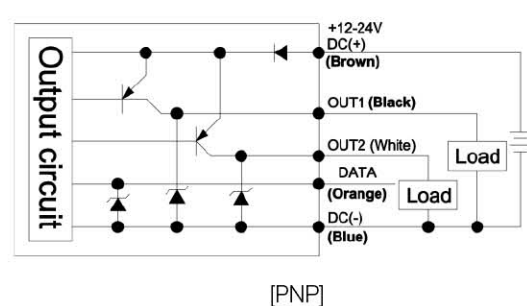 Output circuit
+12-24V
DC(+)
(Brown)
OUT1 (Black)
OUT2 (White)
DATA
(Orange)
DC(-)
(Blue)
Load
Load
[PNP]